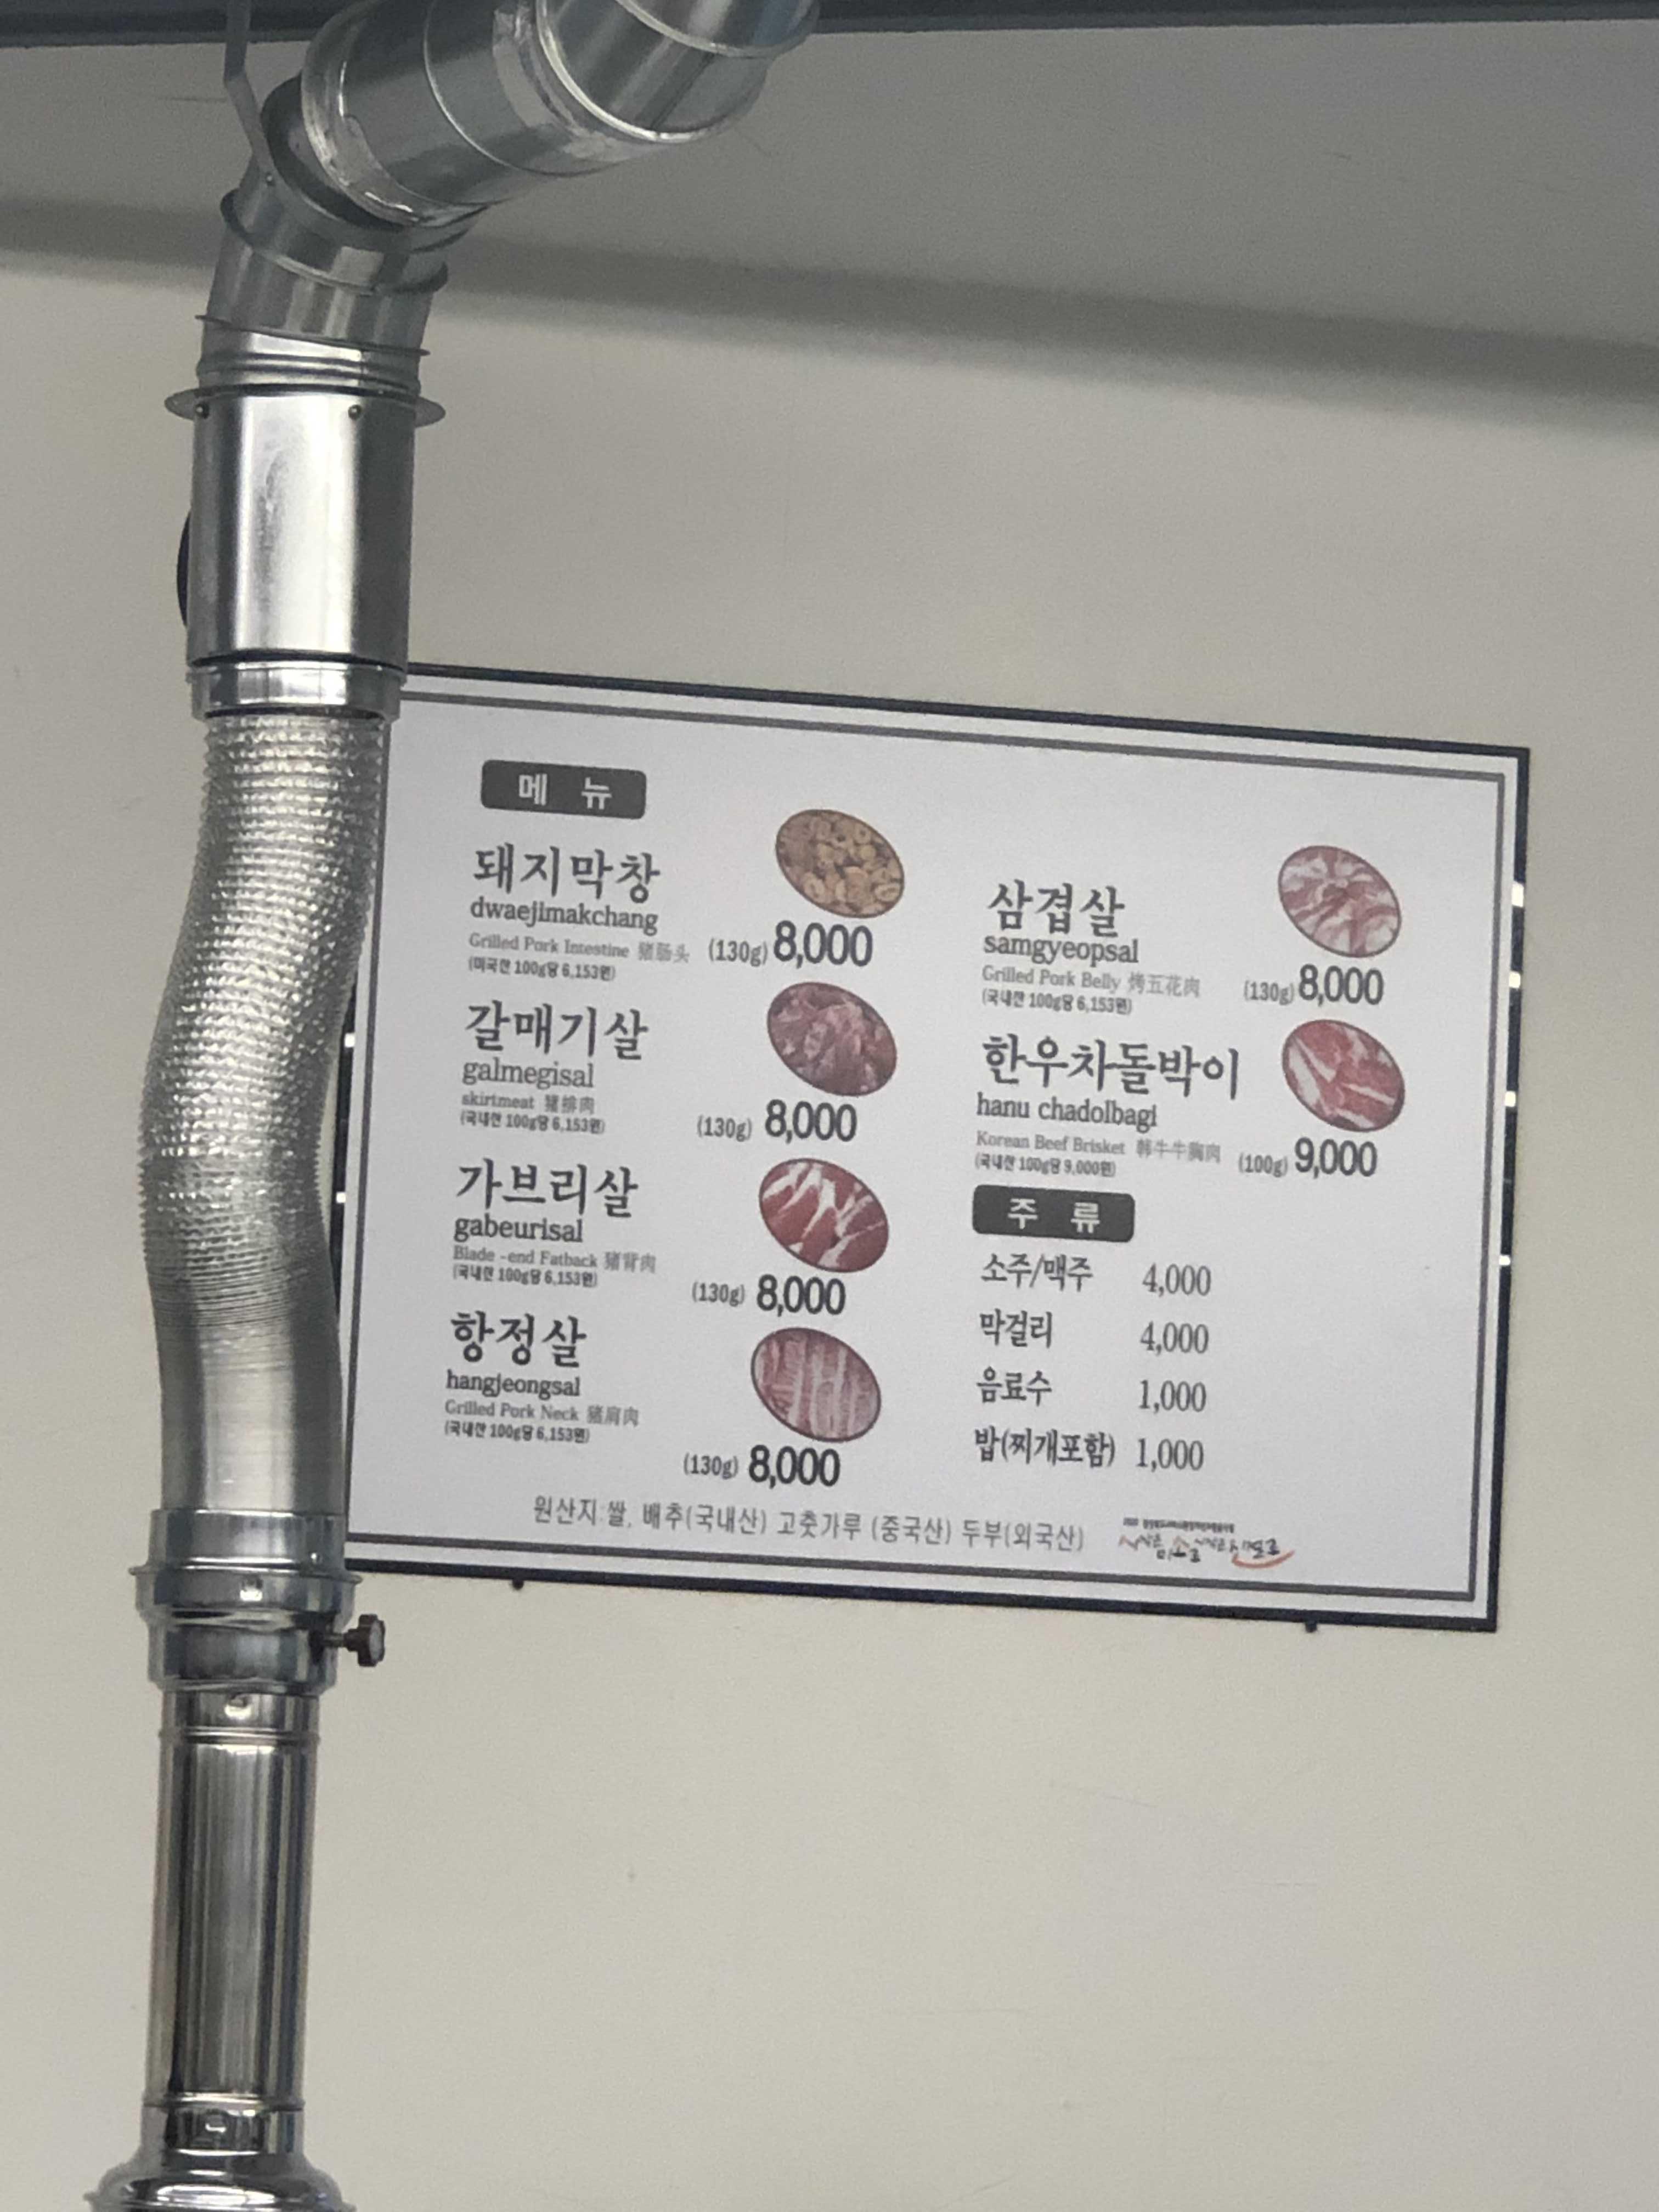 메 뉴
돼지막창
dwaejimakchang
Grilled Pork Intestine 猪肠头
(미국산 100g당 6,153원)
(130g) 8,000
갈매기살
galmegisal
skirtmeat 猪排肉
(국내산 100g당 6,153원)
(130g) 8,000
가브리살
gabeurisal
Blade -end Fatback 猪背肉
(국내산 100g당 6,153원)
(130g) 8,000
항정살
hangjeongsal
Grilled Pork Neck 猪肩肉
(국내산 100g당 6,153원)
(130g) 8,000
삼겹살
samgyeopsal
Grilled Pork Belly 烤五花肉
(국내산 100g당 6,153원)
(130g) 8,000
한우차돌박이
hanu chadolbagi
Korean Beef Brisket 韩牛牛胸肉
(국내산 100g당 9,000원)
(100g) 9,000
주 류
소주/맥주 4,000
막걸리 4,000
음료수 1,000
밥(찌개포함) 1,000
원산지:쌀, 배추(국내산) 고춧가루 (중국산) 두부(외국산)